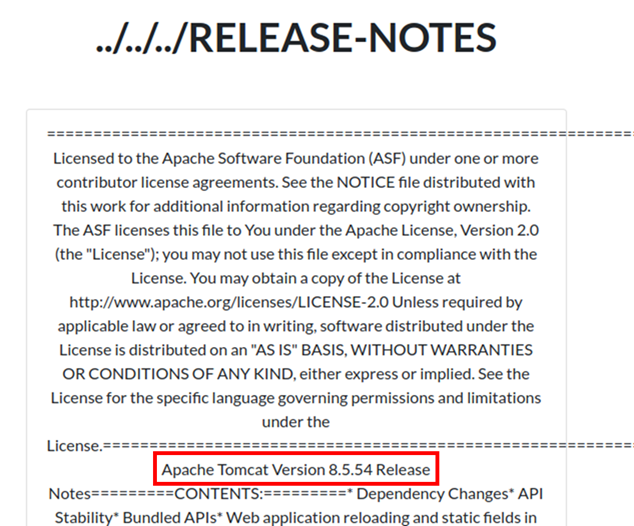 ../../../RELEASE-NOTES
================================================================
Licensed to the Apache Software Foundation (ASF) under one or more
contributor license agreements. See the NOTICE file distributed with
this work for additional information regarding copyright ownership.
The ASF licenses this file to You under the Apache License, Version 2.0
(the "License"); you may not use this file except in compliance with the
License. You may obtain a copy of the License at
http://www.apache.org/licenses/LICENSE-2.0 Unless required by
applicable law or agreed to in writing, software distributed under the
License is distributed on an "AS IS" BASIS, WITHOUT WARRANTIES
OR CONDITIONS OF ANY KIND, either express or implied. See the
License for the specific language governing permissions and limitations
under the
License.=========================================================
Apache Tomcat Version 8.5.54 Release
Notes=========CONTENTS:=========* Dependency Changes* API
Stability* Bundled APIs* Web application reloading and static fields in